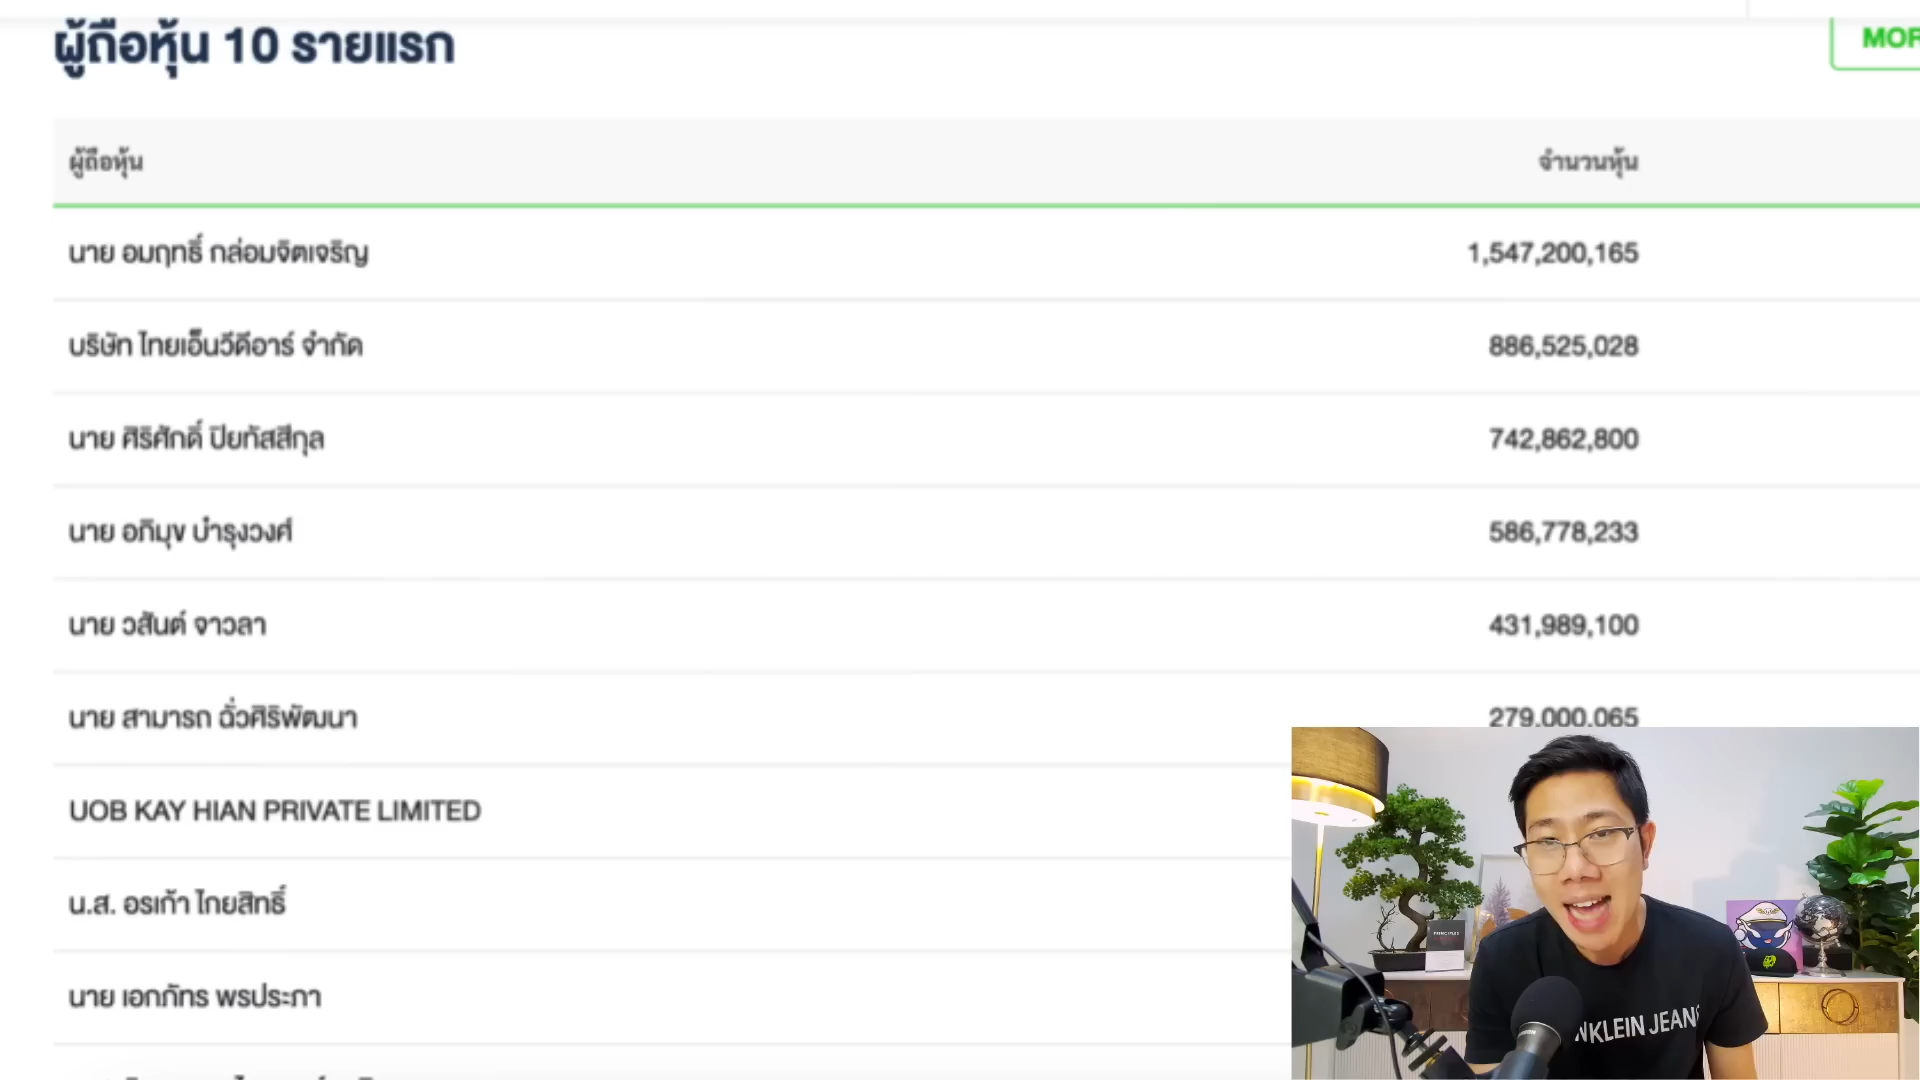 ผู้ถือหุ้น 10 รายแรก
ผู้ถือหุ้น จำนวนหุ้น
นาย อมฤทธิ์ กล่อมจิตเจริญ 1,547,200,165
บริษัท ไทยเอ็นวีดีอาร์ จำกัด 886,525,028
นาย ศิริศักดิ์ ปิยทัสสีกุล 742,862,800
นาย อภิมุข บำรุงวงศ์ 586,778,233
นาย วสันต์ จาวลา 431,989,100
นาย สามารถ ฉั่วศิริพัฒนา 279,000,065
UOB KAY HIAN PRIVATE LIMITED
น.ส. อรเก้า ไกยสิทธิ์
นาย เอกภัทร พรประภา
PRINCIPLES
KLEIN JEANS